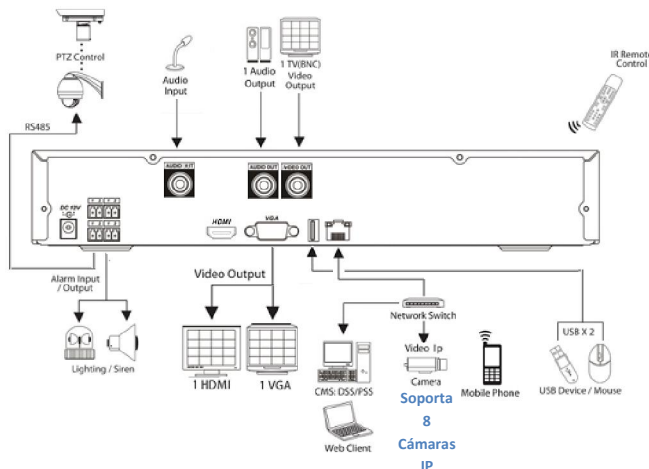 PTZ Control
Audio
Input
1 Audio
Output
1 TV(BNC)
Video
Output
IR Remote
Control
RS485
AUDIO OUT
VIDEO OUT
DC 12V
HDMI
VGA
Alarm Input
/ Output
Video Output
Network Switch
Lighting / Siren
1 HDMI
1 VGA
CMS: DSS/PSS
Web Client
Video Ip
Camera
Soporta
8
Cámaras
IP
Mobile Phone
USB X 2
USB Device / Mouse